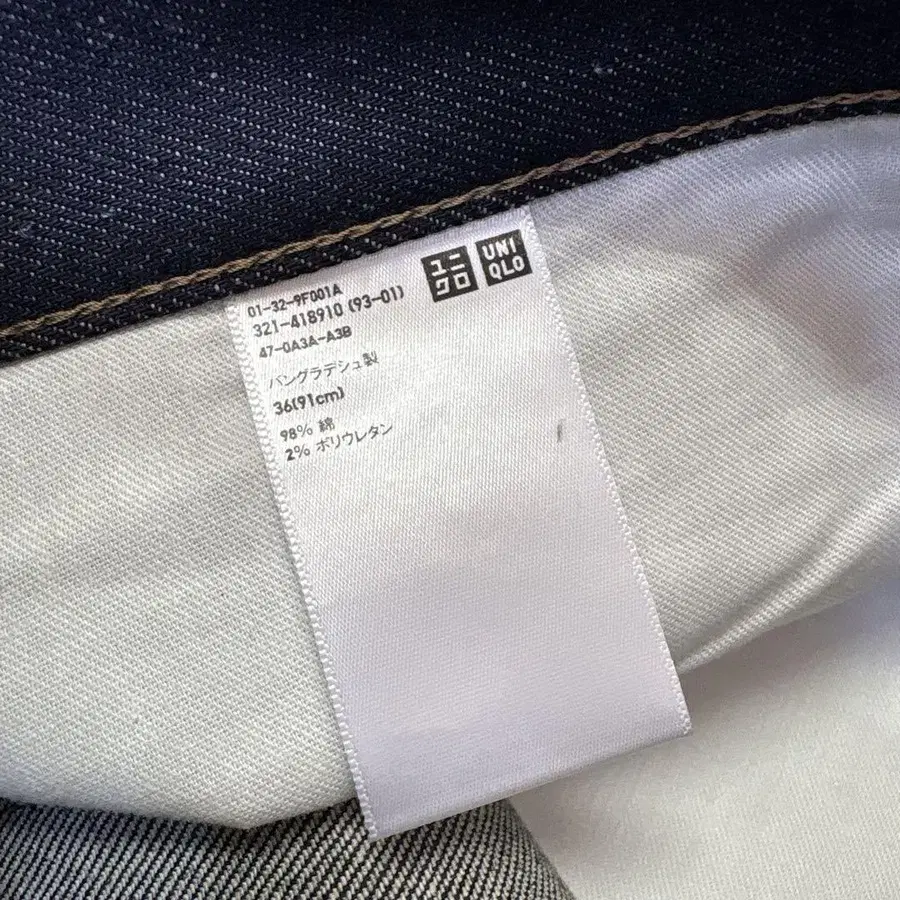 01-32-9F001A
321-418910 (93-01)
47-0A3A-A3B
バングラデシュ製
36(91cm)
98% 綿
2% ポリウレタン
ユニ
クロ
UNI
QLO